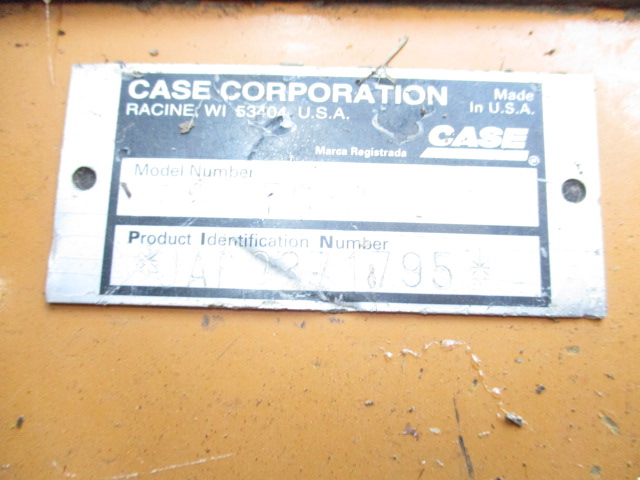 CASE CORPORATION
RACINE, WI 53404 U.S.A.
Made
In U.S.A.
CASE
®
Marca Registrada
Model Number
Product Identification Number